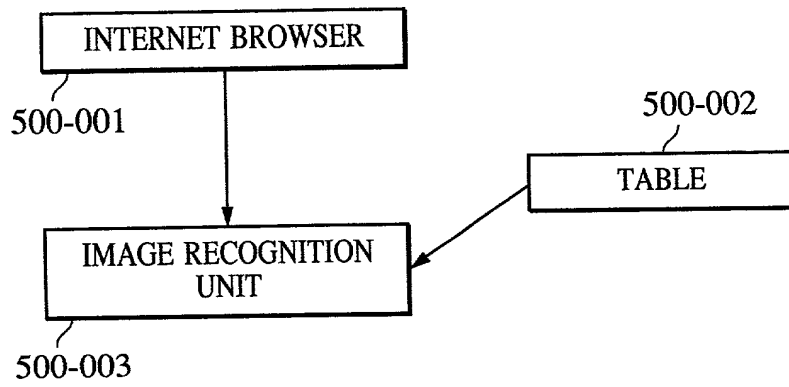 INTERNET BROWSER
500-001
500-002
TABLE
IMAGE RECOGNITION
UNIT
500-003